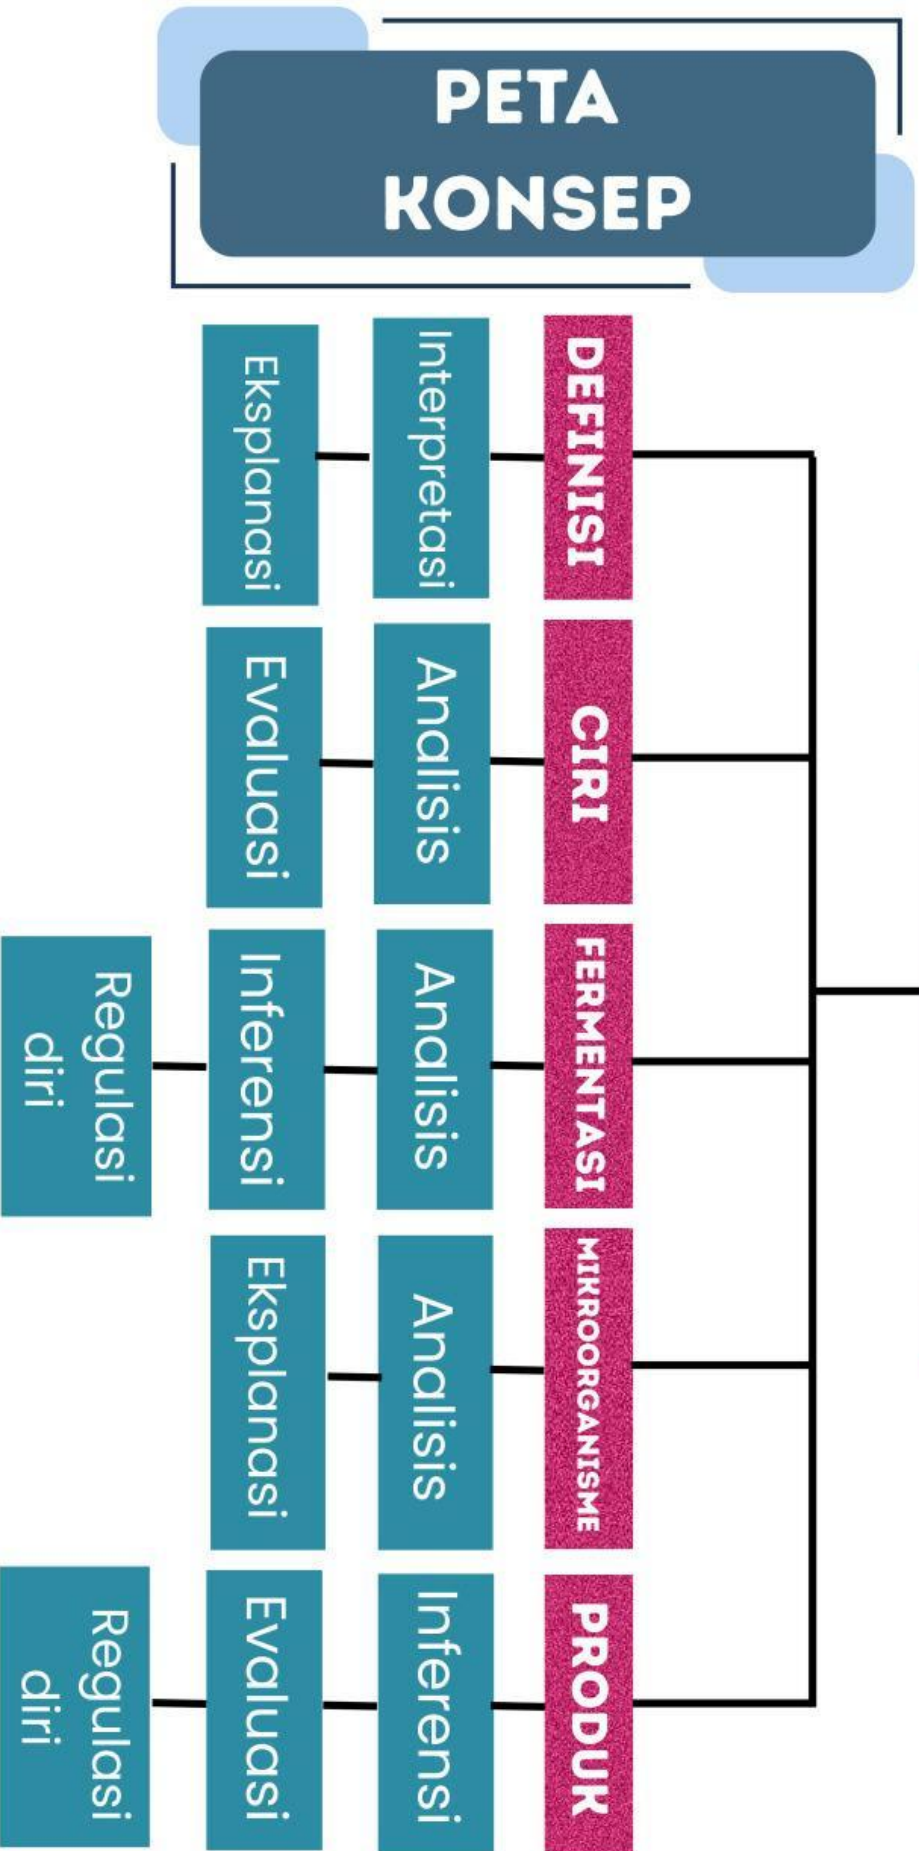 PETA
KONSEP
DEFINISI
Interpretasi
Eksplanasi
CIRI
Analisis
Evaluasi
FERMENTASI
Analisis
Inferensi
Regulasi
diri
MIKROORGANISME
Analisis
Eksplanasi
PRODUK
Inferensi
Evaluasi
Regulasi
diri